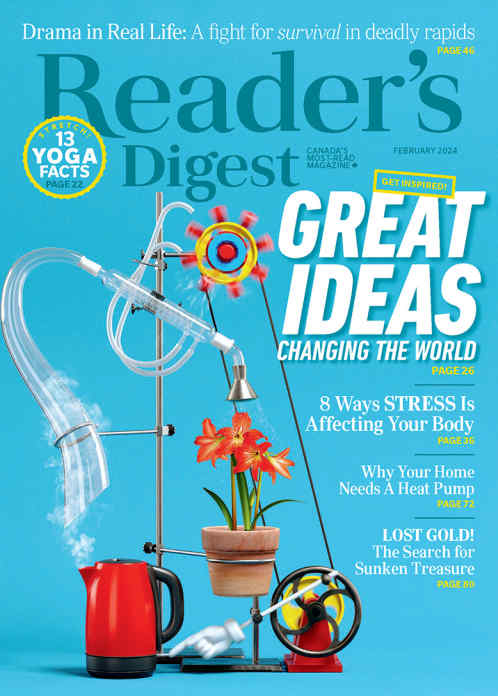 Drama in Real Life: A fight for survival in deadly rapids
PAGE 46
Reader's
Digest
STRETCH!
13
YOGA
FACTS
PAGE 22
CANADA'S
MOST-READ
MAGAZINE
FEBRUARY 2024
GET INSPIRED!
GREAT
IDEAS
CHANGING THE WORLD
PAGE 26
8 Ways STRESS Is
Affecting Your Body
PAGE 36
Why Your Home
Needs A Heat Pump
PAGE 72
LOST GOLD!
The Search for
Sunken Treasure
PAGE 80